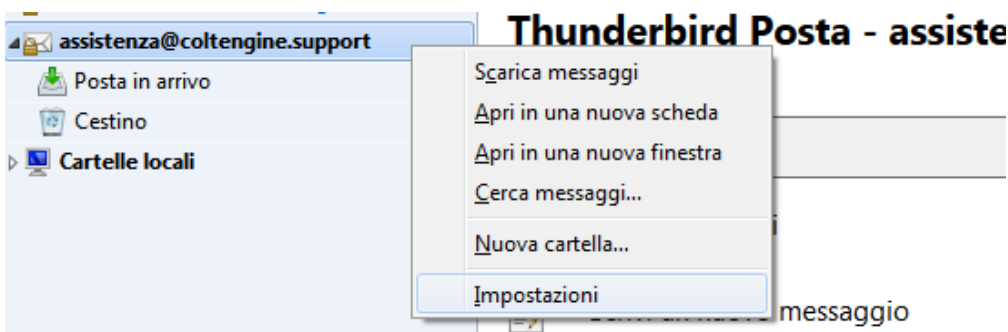 Thunderbird Posta - assiste
assistenza@coltengine.support
Posta in arrivo
Cestino
Cartelle locali
Scarica messaggi
Apri in una nuova scheda
Apri in una nuova finestra
Cerca messaggi...
Nuova cartella...
Impostazioni
messaggio